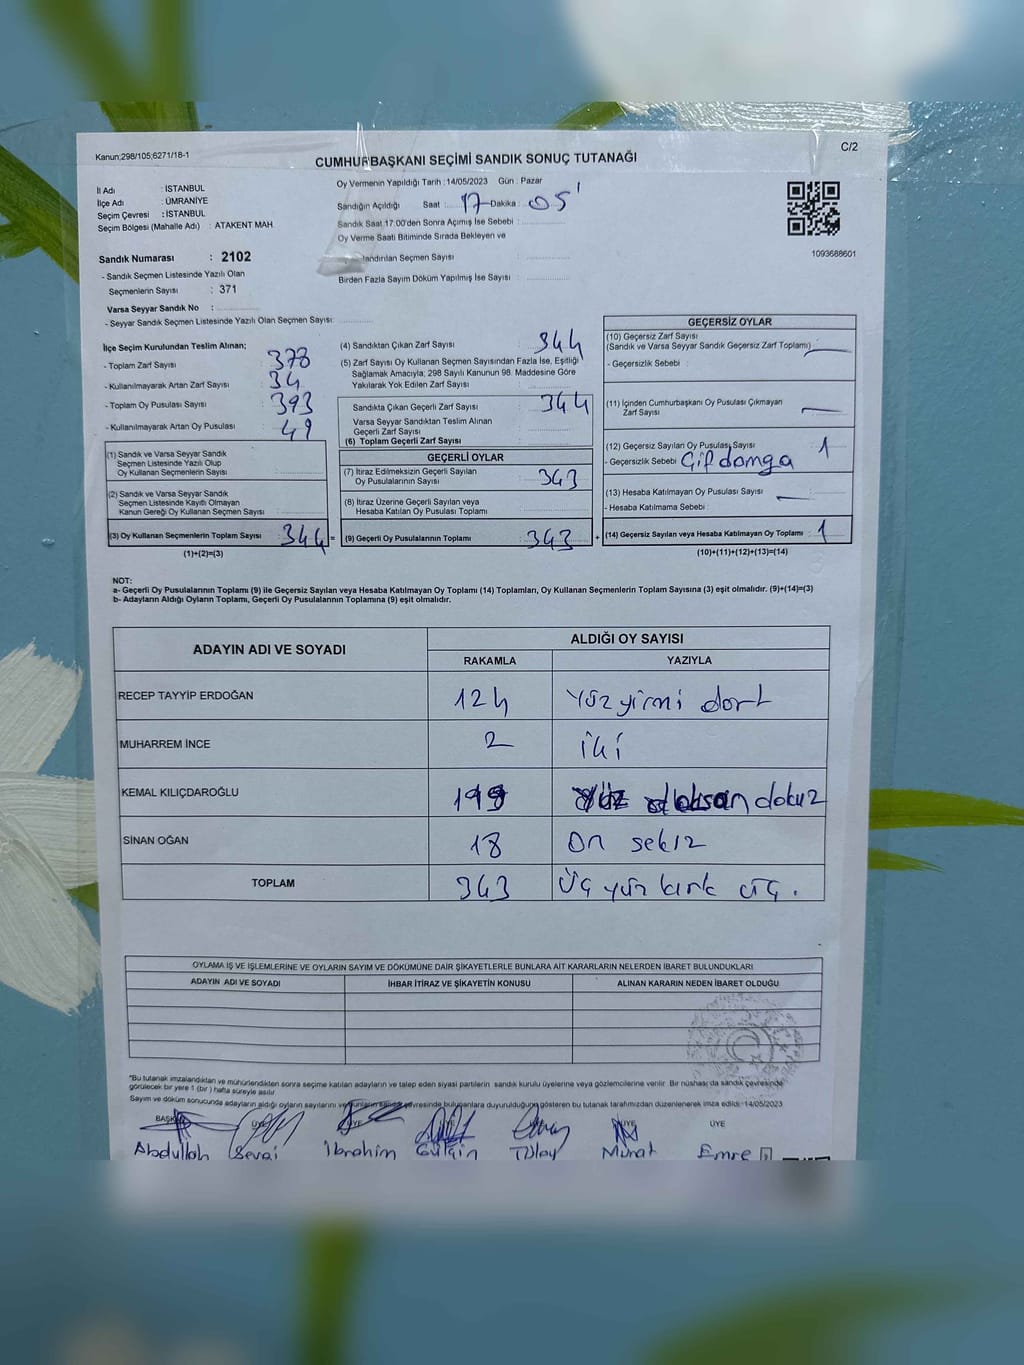 Kanun;298/105;6271/18-1
C/2
CUMHURBAŞKANI SEÇİMİ SANDIK SONUÇ TUTANAĞI
İl Adı : İSTANBUL
İlçe Adı : ÜMRANİYE
Seçim Çevresi : İSTANBUL
Seçim Bölgesi (Mahalle Adı) : ATAKENT MAH
Oy Vermenin Yapıldığı Tarih : 14/05/2023 Gün : Pazar
Sandığın Açıldığı Saat : 17 Dakika : 05'
Sandık Saat 17:00'den Sonra Açımış İse Sebebi :
Oy Verme Saati Bitiminde Sırada Bekleyen ve
Seçmen Sayısı :
Birden Fazla Sayım Döküm Yapılmış İse Sayısı :
1093688601
Sandık Numarası : 2102
- Sandık Seçmen Listesinde Yazılı Olan
Seçmenlerin Sayısı : 371
Varsa Seyyar Sandık No :
- Seyyar Sandık Seçmen Listesinde Yazılı Olan Seçmen Sayısı:
İlçe Seçim Kurulundan Teslim Alınan;
- Toplam Zarf Sayısı : 378
- Kullanılmayarak Artan Zarf Sayısı : 34
- Toplam Oy Pusulası Sayısı : 393
- Kullanılmayarak Artan Oy Pusulası : 49
(1) Sandık ve Varsa Seyyar Sandık
Seçmen Listesinde Yazılı Olup
Oy Kullanan Seçmenlerin Sayısı :
(2) Sandık ve Varsa Seyyar Sandık
Seçmen Listesinde Kayıtlı Olmayan
Kanun Gereği Oy Kullanan Seçmen Sayısı :
(3) Oy Kullanan Seçmenlerin Toplam Sayısı : 344 =
(1)+(2)=(3)
(4) Sandıktan Çıkan Zarf Sayısı : 344
(5) Zarf Sayısı Oy Kullanan Seçmen Sayısından Fazla İse, Eşitliği
Sağlamak Amacıyla; 298 Sayılı Kanunun 98. Maddesine Göre
Yakılarak Yok Edilen Zarf Sayısı :
Sandıkta Çıkan Geçerli Zarf Sayısı : 344
Varsa Seyyar Sandıktan Teslim Alınan
Geçerli Zarf Sayısı :
(6) Toplam Geçerli Zarf Sayısı :
GEÇERLİ OYLAR
(7) İtiraz Edilmeksizin Geçerli Sayılan
Oy Pusulalarının Sayısı : 343
(8) İtiraz Üzerine Geçerli Sayılan veya
Hesaba Katılan Oy Pusulası Toplamı :
(9) Geçerli Oy Pusulalarının Toplamı : 343 +
GEÇERSİZ OYLAR
(10) Geçersiz Zarf Sayısı
(Sandık ve Varsa Seyyar Sandık Geçersiz Zarf Toplamı) : —
- Geçersizlik Sebebi :
(11) İçinden Cumhurbaşkanı Oy Pusulası Çıkmayan
Zarf Sayısı : —
(12) Geçersiz Sayılan Oy Pusulası Sayısı : 1
- Geçersizlik Sebebi : Çif damga
(13) Hesaba Katılmayan Oy Pusulası Sayısı : —
- Hesaba Katılmama Sebebi :
(14) Geçersiz Sayılan veya Hesaba Katılmayan Oy Toplamı : 1
(10)+(11)+(12)+(13)=(14)
NOT:
a- Geçerli Oy Pusulalarının Toplamı (9) ile Geçersiz Sayılan veya Hesaba Katılmayan Oy Toplamı (14) Toplamları, Oy Kullanan Seçmenlerin Toplam Sayısına (3) eşit olmalıdır. (9)+(14)=(3)
b- Adayların Aldığı Oyların Toplamı, Geçerli Oy Pusulalarının Toplamına (9) eşit olmalıdır.
ADAYIN ADI VE SOYADI
ALDIĞI OY SAYISI
RAKAMLA YAZIYLA
RECEP TAYYİP ERDOĞAN 124 Yüz yirmi dört
MUHARREM İNCE 2 iki
KEMAL KILIÇDAROĞLU 199 Yüz doksan dokuz
SİNAN OĞAN 18 On sekiz
TOPLAM 343 Üç yüz kırk üç.
OYLAMA İŞ VE İŞLEMLERİNE VE OYLARIN SAYIM VE DÖKÜMÜNE DAİR ŞİKAYETLERLE BUNLARA AİT KARARLARIN NELERDEN İBARET BULUNDUKLARI
ADAYIN ADI VE SOYADI İHBAR İTİRAZ VE ŞİKAYETİN KONUSU ALINAN KARARIN NEDEN İBARET OLDUĞU
"Bu tutanak imzalandıktan ve mühürlendikten sonra seçime katılan adayların ve talep eden siyasi partilerin sandık kurulu üyelerine veya gözlemcilerine verilir. Bir nüshası da sandık çevresinde
görülecek bir yere 1 (bir) hafta süreyle asılır.
Sayım ve döküm sonucunda adayların aldığı oyların sayılarını ve çevresinde bulunanlara duyurulduğunu gösteren bu tutanak tarafımızdan düzenlenerek imza edildi. 14/05/2023
BAŞKAN ÜYE ÜYE ÜYE ÜYE
Abdullah Sevgi İbrahim Gülçin Tülay Murat Emre